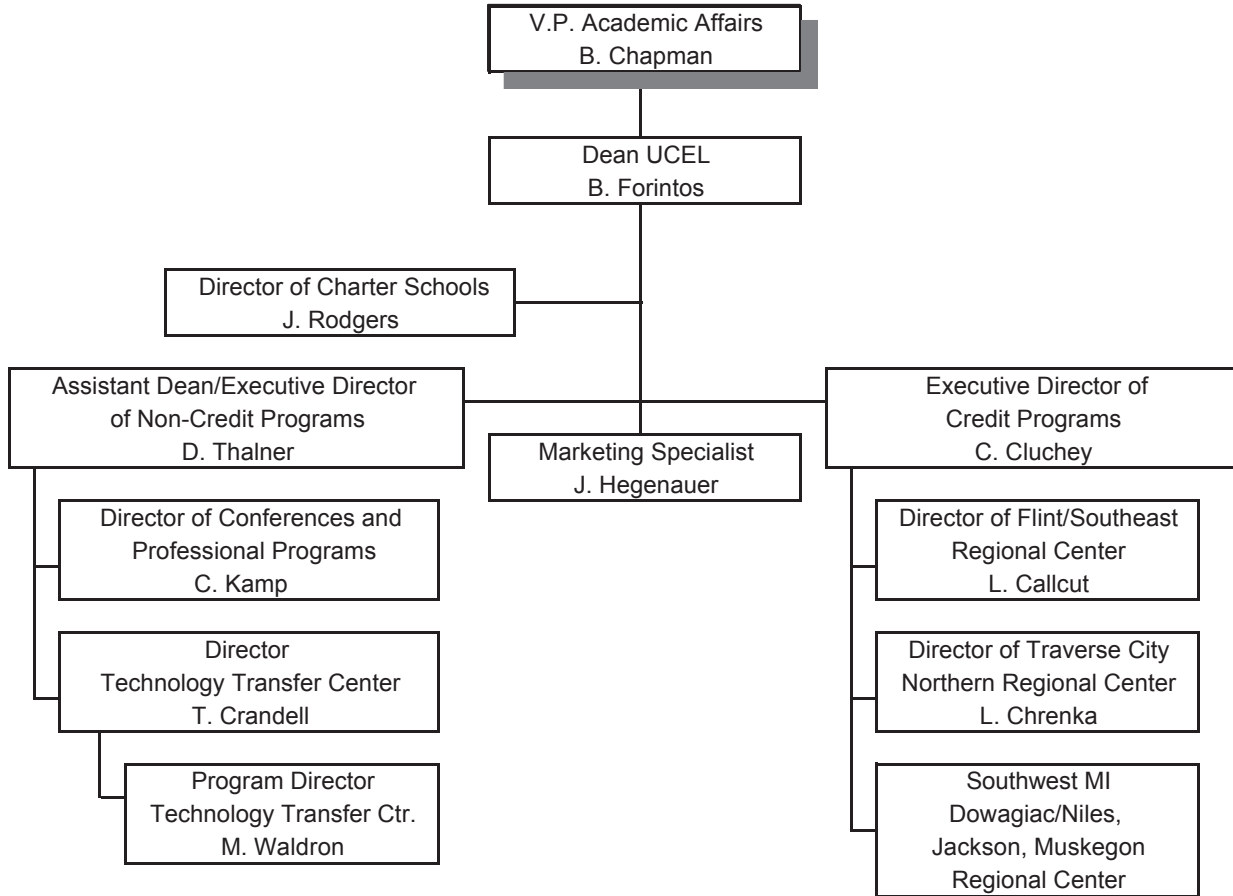 V.P. Academic Affairs
B. Chapman
Dean UCEL
B. Forintos
Director of Charter Schools
J. Rodgers
Assistant Dean/Executive Director
of Non-Credit Programs
D. Thalner
Executive Director of
Credit Programs
C. Cluchey
Marketing Specialist
J. Hegenauer
Director of Conferences and
Professional Programs
C. Kamp
Director
Technology Transfer Center
T. Crandell
Program Director
Technology Transfer Ctr.
M. Waldron
Director of Flint/Southeast
Regional Center
L. Callcut
Director of Traverse City
Northern Regional Center
L. Chrenka
Southwest MI
Dowagiac/Niles,
Jackson, Muskegon
Regional Center